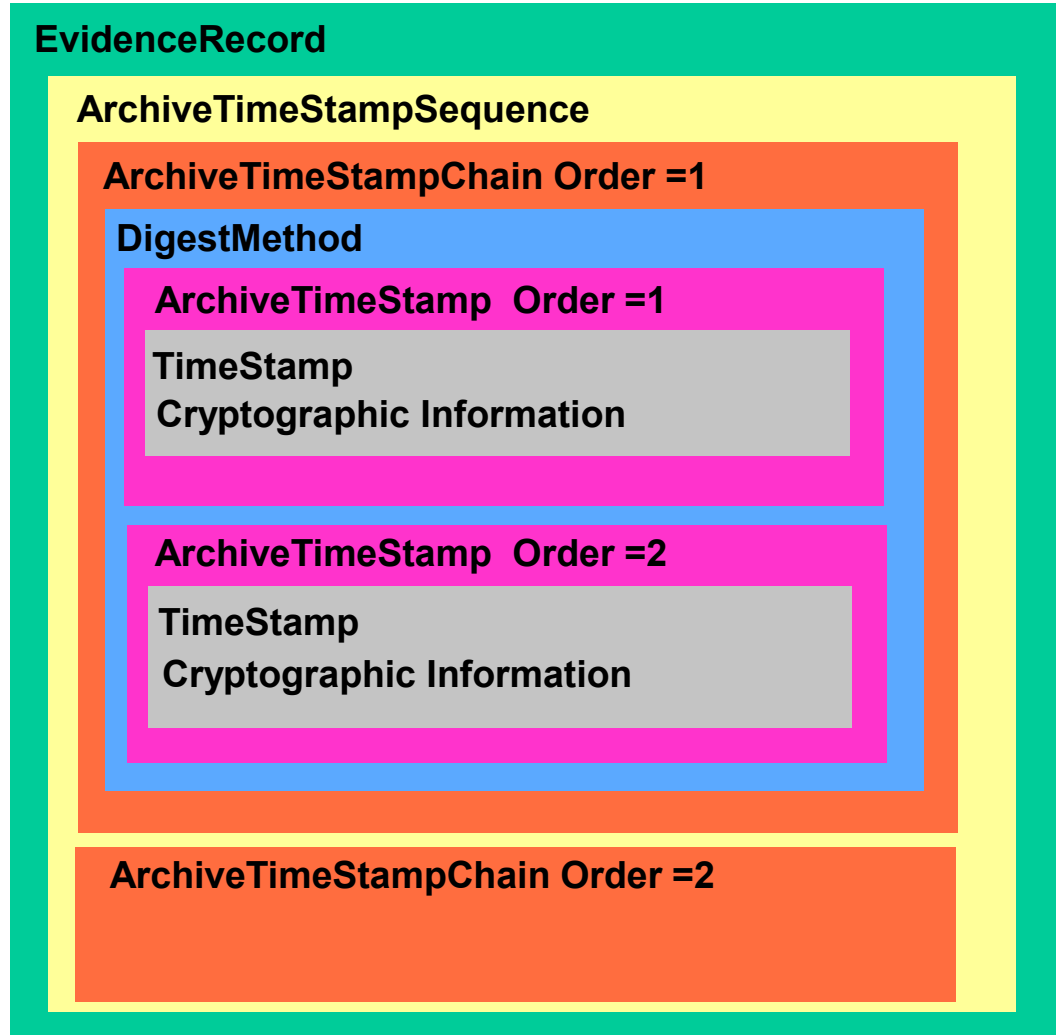 EvidenceRecord
ArchiveTimeStampSequence
ArchiveTimeStampChain Order =1
DigestMethod
ArchiveTimeStamp Order =1
TimeStamp
Cryptographic Information
ArchiveTimeStamp Order =2
TimeStamp
Cryptographic Information
ArchiveTimeStampChain Order =2